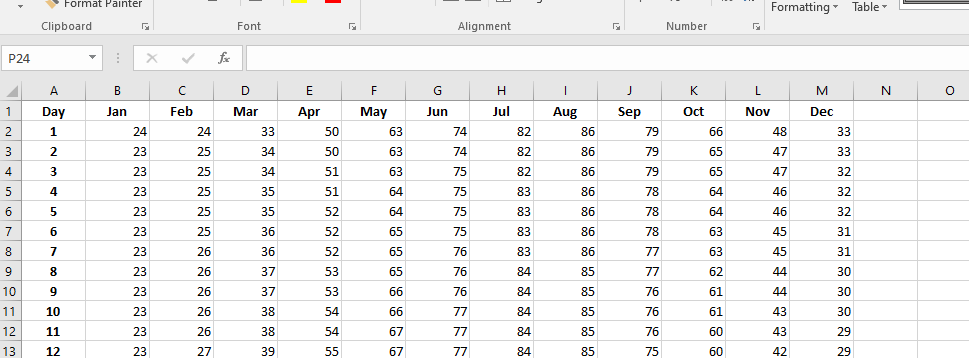 Format Painter
Formatting Table
Clipboard Font Alignment Number
P24 fx
A B C D E F G H I J K L M N O
1 Day Jan Feb Mar Apr May Jun Jul Aug Sep Oct Nov Dec
2 1 24 24 33 50 63 74 82 86 79 66 48 33
3 2 23 25 34 50 63 74 82 86 79 65 47 33
4 3 23 25 34 51 63 75 82 86 79 65 47 32
5 4 23 25 35 51 64 75 83 86 78 64 46 32
6 5 23 25 35 52 64 75 83 86 78 64 46 32
7 6 23 25 36 52 65 75 83 86 78 63 45 31
8 7 23 26 36 52 65 76 83 86 77 63 45 31
9 8 23 26 37 53 65 76 84 85 77 62 44 30
10 9 23 26 37 53 66 76 84 85 76 61 44 30
11 10 23 26 38 54 66 77 84 85 76 61 43 30
12 11 23 26 38 54 67 77 84 85 76 60 43 29
13 12 23 27 39 55 67 77 84 85 75 60 42 29